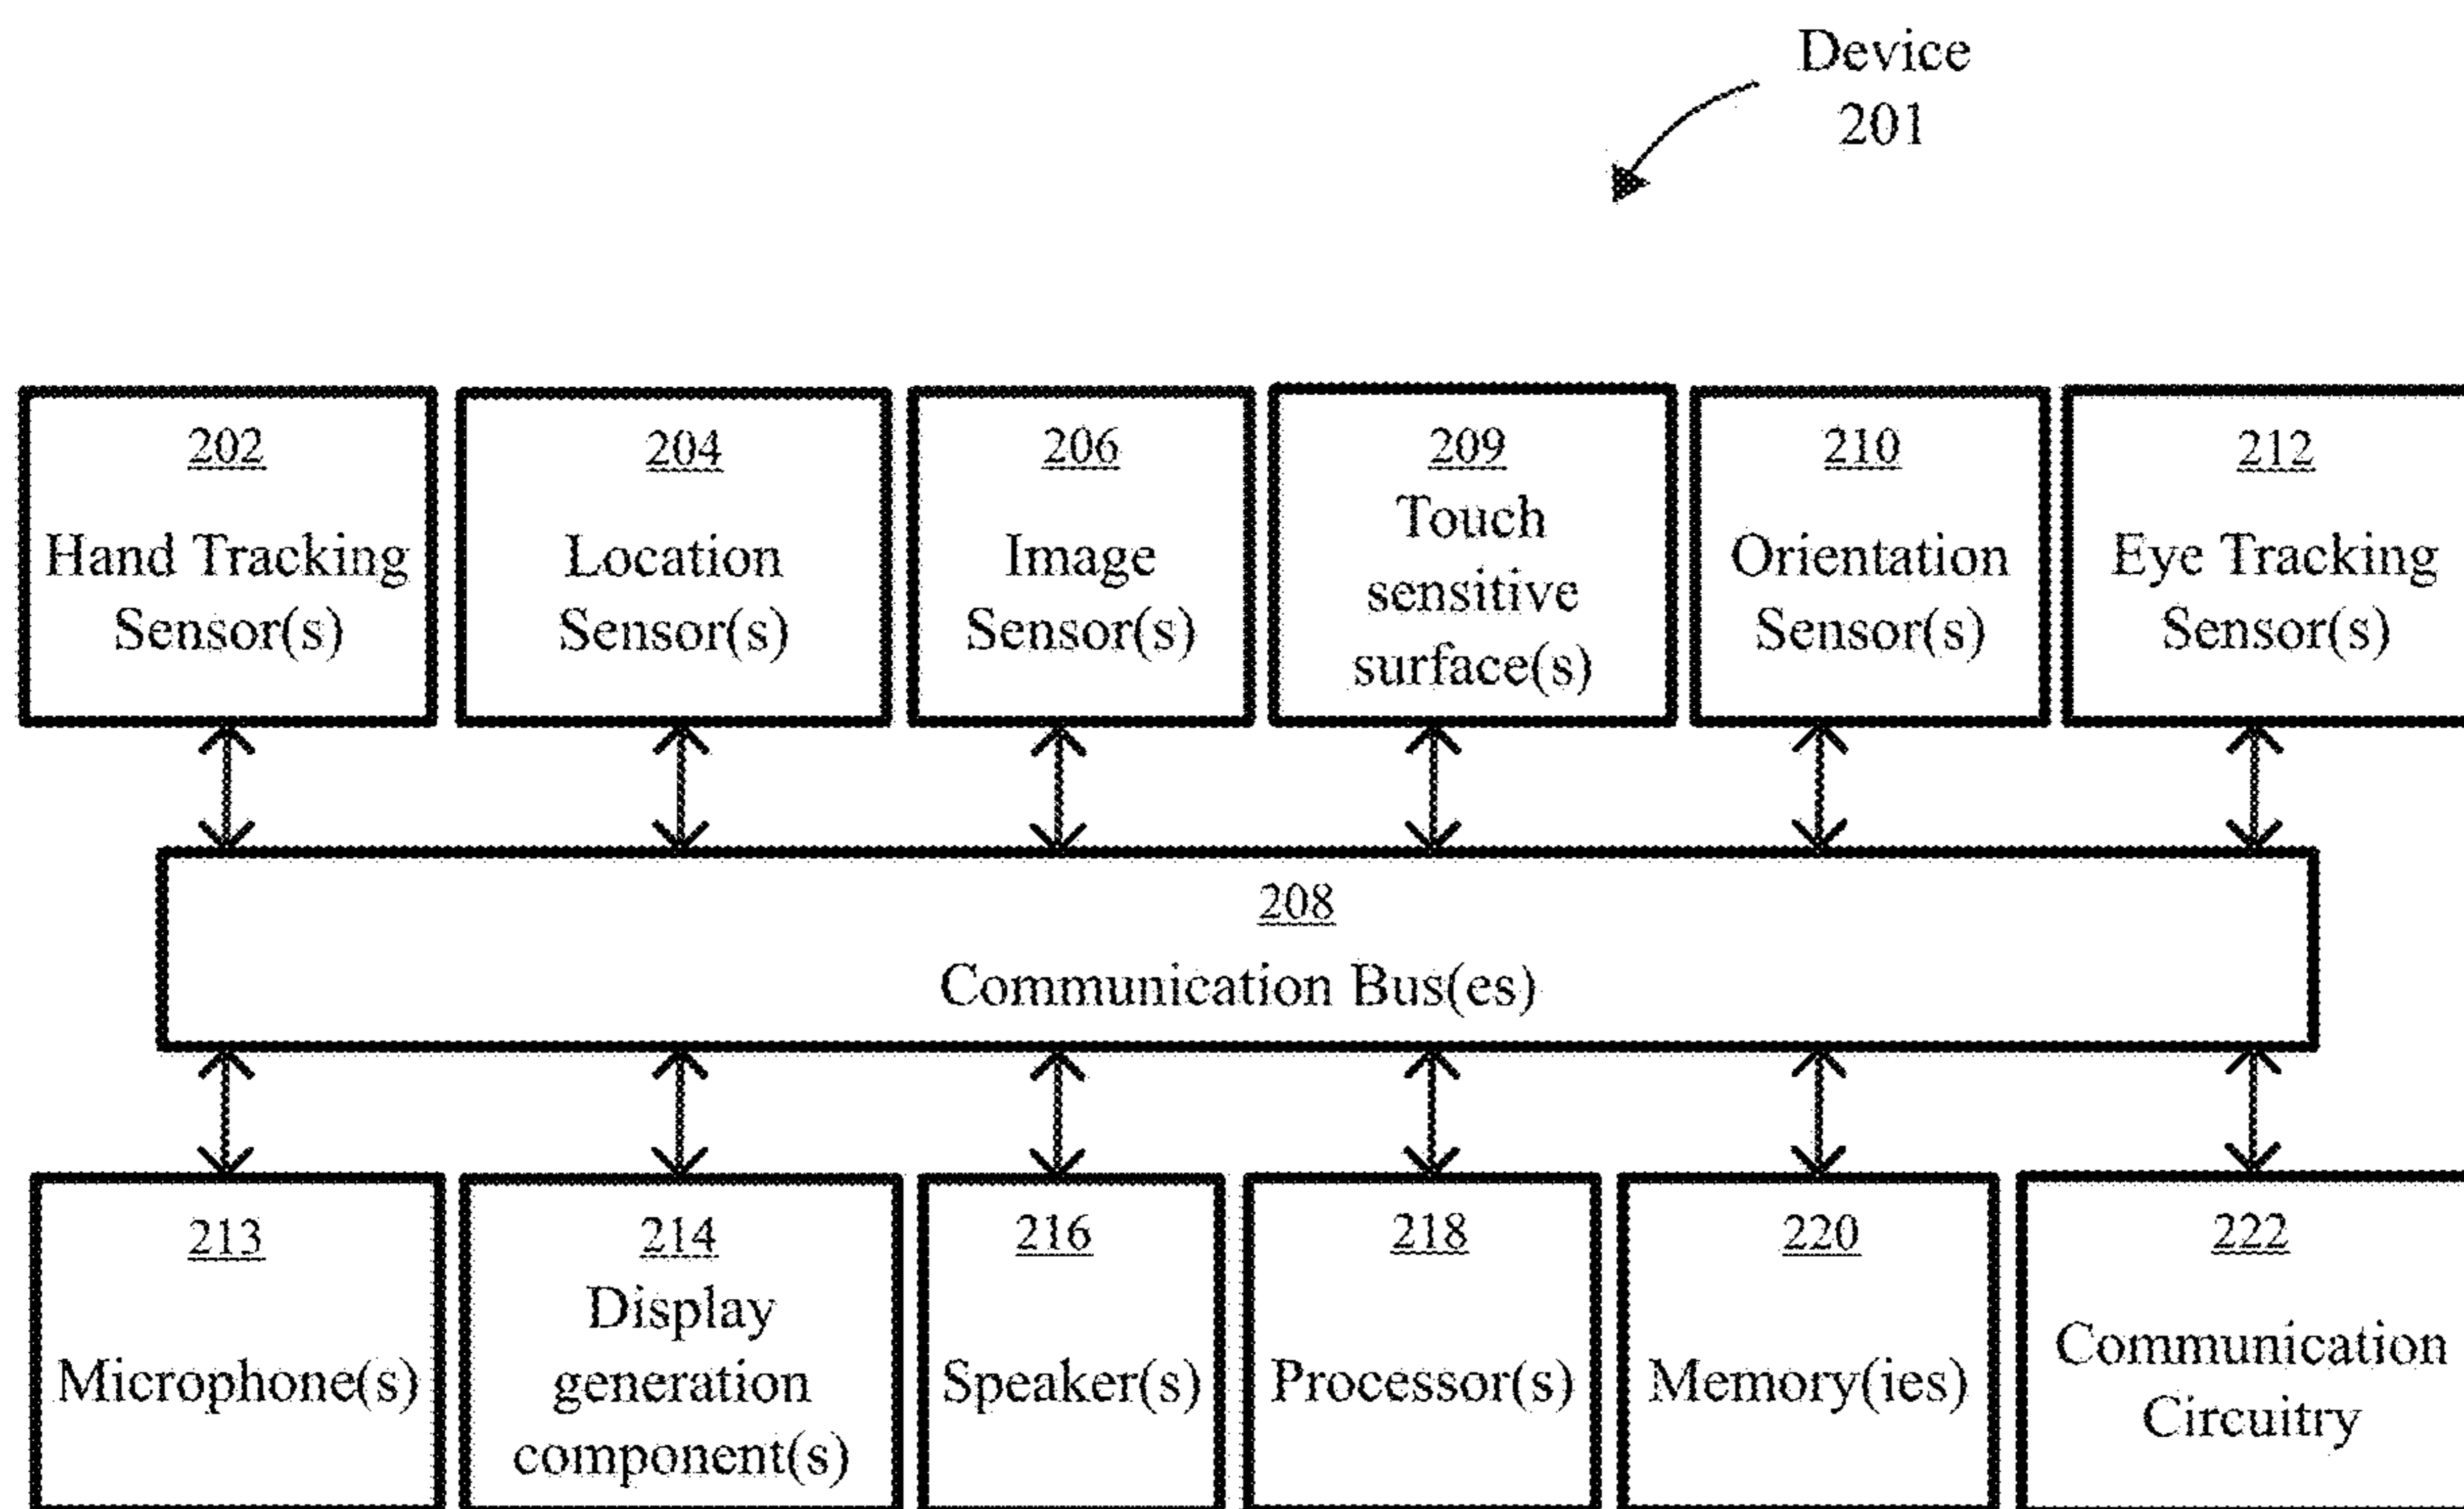 Device
201
202
Hand Tracking
Sensor(s)
204
Location
Sensor(s)
206
Image
Sensor(s)
209
Touch
sensitive
surface(s)
210
Orientation
Sensor(s)
212
Eye Tracking
Sensor(s)
208
Communication Bus(es)
213
Microphone(s)
214
Display
generation
component(s)
216
Speaker(s)
218
Processor(s)
220
Memory(ies)
222
Communication
Circuitry